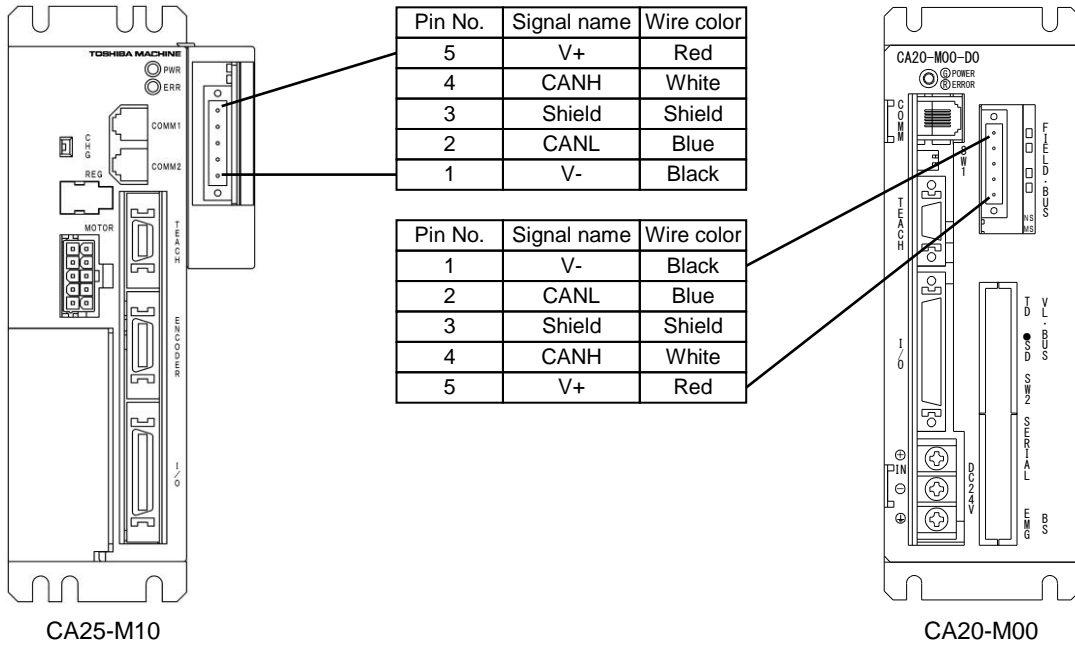 TOSHIBA MACHINE
PWR
ERR
COMM1
COMM2
CHG
REG
MOTOR
TEACH
ENCODER
I/O
CA25-M10
Pin No. Signal name Wire color
5 V+ Red
4 CANH White
3 Shield Shield
2 CANL Blue
1 V- Black
Pin No. Signal name Wire color
1 V- Black
2 CANL Blue
3 Shield Shield
4 CANH White
5 V+ Red
CA20-M00-D0
G POWER
R ERROR
COMM
SW1
FIELD・BUS
NS
MS
TEACH
I/O
TD
VL・BUS
●SD
SW2
SERIAL
IN
DC24V
EMG
BS
CA20-M00